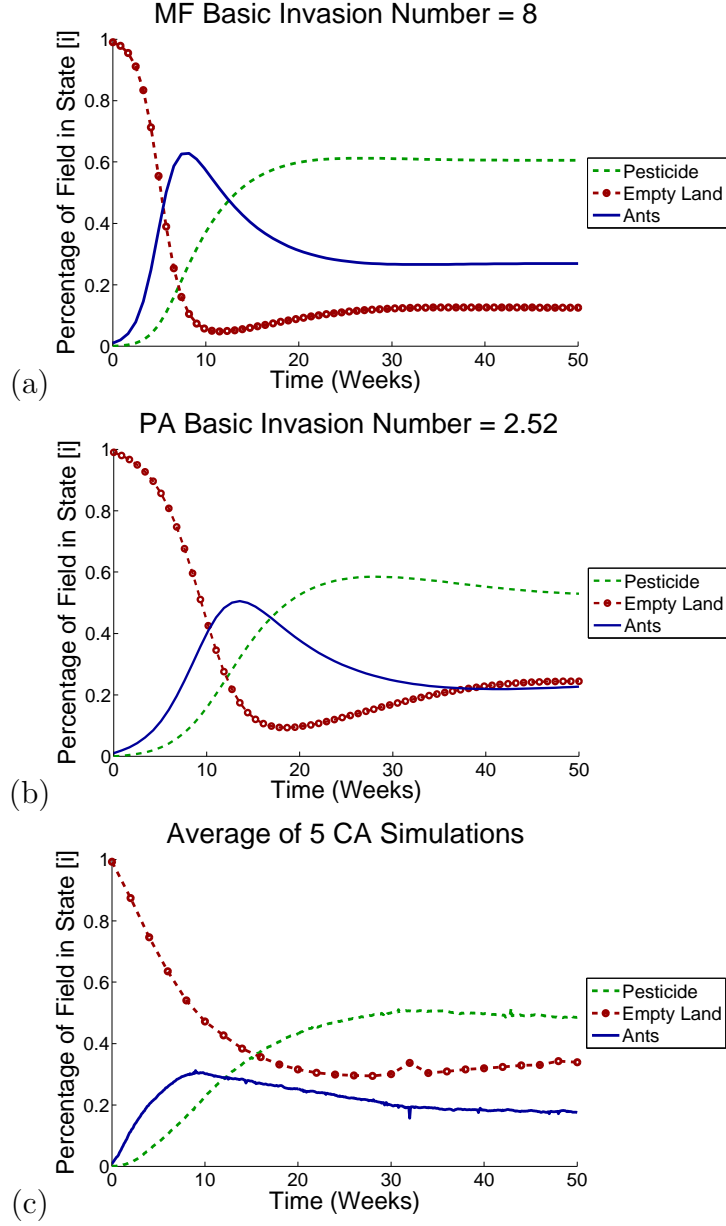 MF Basic Invasion Number = 8
Percentage of Field in State [i]
1
0.8
0.6
0.4
0.2
0
0 10 20 30 40 50
Time (Weeks)
Pesticide
Empty Land
Ants
(a)
PA Basic Invasion Number = 2.52
Percentage of Field in State [i]
1
0.8
0.6
0.4
0.2
0
0 10 20 30 40 50
Time (Weeks)
Pesticide
Empty Land
Ants
(b)
Average of 5 CA Simulations
Percentage of Field in State [i]
1
0.8
0.6
0.4
0.2
0
0 10 20 30 40 50
Time (Weeks)
Pesticide
Empty Land
Ants
(c)